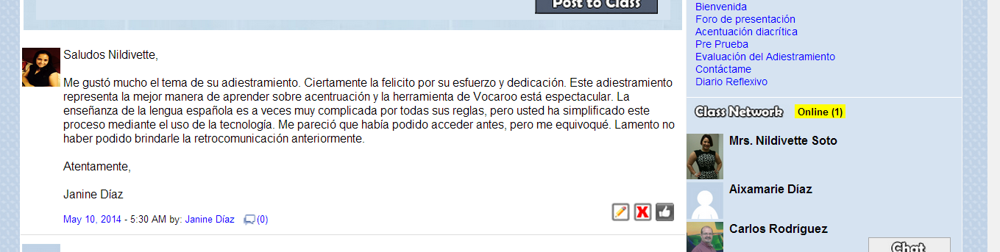 Post to Class
Saludos Nildivette,
Me gustó mucho el tema de su adiestramiento. Ciertamente la felicito por su esfuerzo y dedicación. Este adiestramiento
representa la mejor manera de aprender sobre acentruación y la herramienta de Vocaroo está espectacular. La
enseñanza de la lengua española es a veces muy complicada por todas sus reglas, pero usted ha simplificado este
proceso mediante el uso de la tecnología. Me pareció que había podido acceder antes, pero me equivoqué. Lamento no
haber podido brindarle la retrocomunicación anteriormente.
Atentamente,
Janine Díaz
May 10, 2014 - 5:30 AM by: Janine Díaz (0)
Bienvenida
Foro de presentación
Acentuación diacrítica
Pre Prueba
Evaluación del Adiestramiento
Contáctame
Diario Reflexivo
Class Network Online (1)
Mrs. Nildivette Soto
Aixamarie Díaz
Carlos Rodríguez
Chat